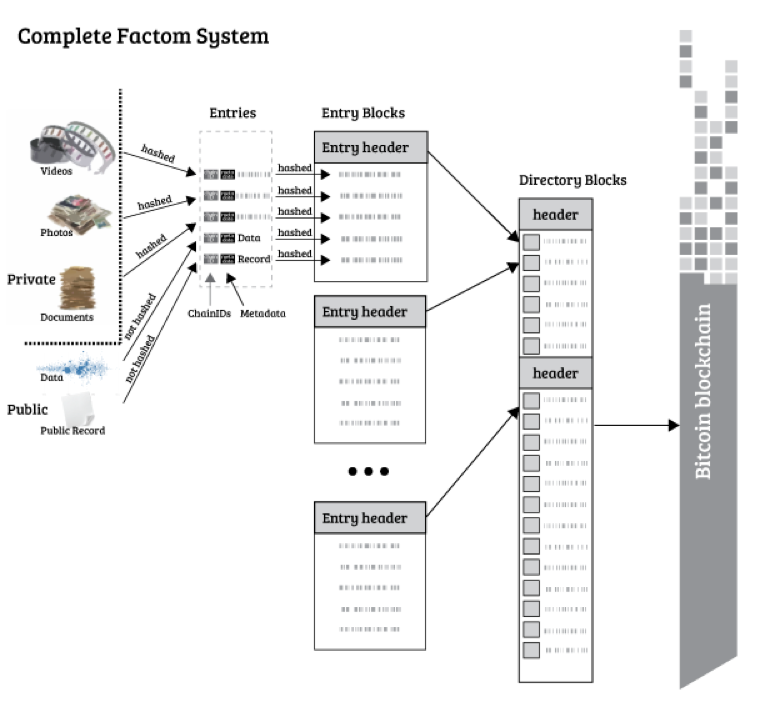 Complete Factom System
Entries
Entry Blocks
Directory Blocks
Videos
Photos
Private
Documents
Data
Public
Public Record
hashed
hashed
hashed
not hashed
not hashed
Data
Record
ChainIDs
Metadata
hashed
hashed
hashed
hashed
hashed
Entry header
Entry header
Entry header
header
header
Bitcoin blockchain